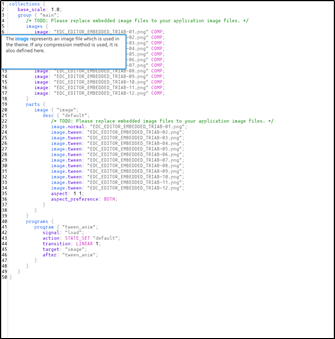 1 collections {
2 base_scale: 1.8;
3 group { "main";
4 /* TODO: Please replace embedded image files to your application image files. */
5 images {
6 image: "EDC_EDITOR_EMBEDDED_TRIAB-01.png" COMP;
The image represents an image file which is used in
the theme. If any compression method is used, it is
also defined here.
-02.png" COMP;
-03.png" COMP;
-04.png" COMP;
-05.png" COMP;
-06.png" COMP;
-07.png" COMP;
13 image: "EDC_EDITOR_EMBEDDED_TRIAB-08.png" COMP;
14 image: "EDC_EDITOR_EMBEDDED_TRIAB-09.png" COMP;
15 image: "EDC_EDITOR_EMBEDDED_TRIAB-10.png" COMP;
16 image: "EDC_EDITOR_EMBEDDED_TRIAB-11.png" COMP;
17 image: "EDC_EDITOR_EMBEDDED_TRIAB-12.png" COMP;
18 }
19 parts {
20 image { "image";
21 desc { "default";
22 /* TODO: Please replace embedded image files to your application image files. */
23 image.normal: "EDC_EDITOR_EMBEDDED_TRIAB-01.png";
24 image.tween: "EDC_EDITOR_EMBEDDED_TRIAB-02.png";
25 image.tween: "EDC_EDITOR_EMBEDDED_TRIAB-03.png";
26 image.tween: "EDC_EDITOR_EMBEDDED_TRIAB-04.png";
27 image.tween: "EDC_EDITOR_EMBEDDED_TRIAB-05.png";
28 image.tween: "EDC_EDITOR_EMBEDDED_TRIAB-06.png";
29 image.tween: "EDC_EDITOR_EMBEDDED_TRIAB-07.png";
30 image.tween: "EDC_EDITOR_EMBEDDED_TRIAB-08.png";
31 image.tween: "EDC_EDITOR_EMBEDDED_TRIAB-09.png";
32 image.tween: "EDC_EDITOR_EMBEDDED_TRIAB-10.png";
33 image.tween: "EDC_EDITOR_EMBEDDED_TRIAB-11.png";
34 image.tween: "EDC_EDITOR_EMBEDDED_TRIAB-12.png";
35 aspect: 1 1;
36 aspect_preference: BOTH;
37 }
38 }
39 }
40 programs {
41 program { "tween_anim";
42 signal: "load";
43 action: STATE_SET "default";
44 transition: LINEAR 1;
45 target: "image";
46 after: "tween_anim";
47 }
48 }
49 }
50 }